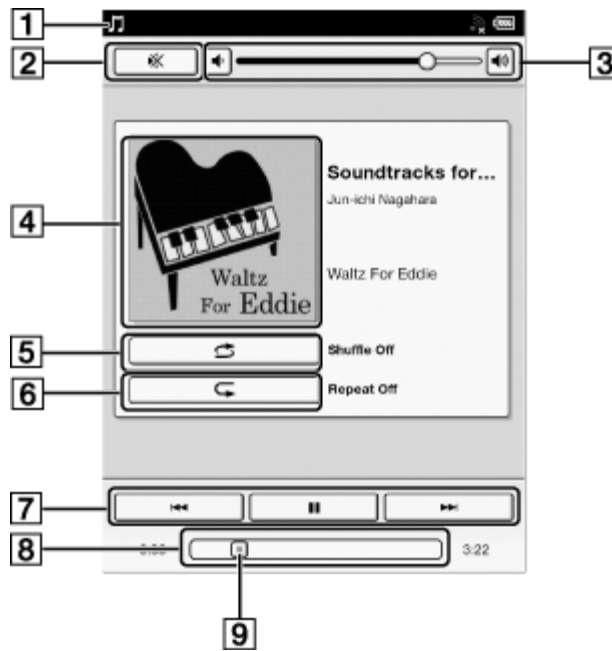 1
2
3
Soundtracks for...
Jun-ichi Nagahara
4
Waltz For Eddie
Waltz
For Eddie
5
Shuffle Off
6
Repeat Off
7
8
3:22
9